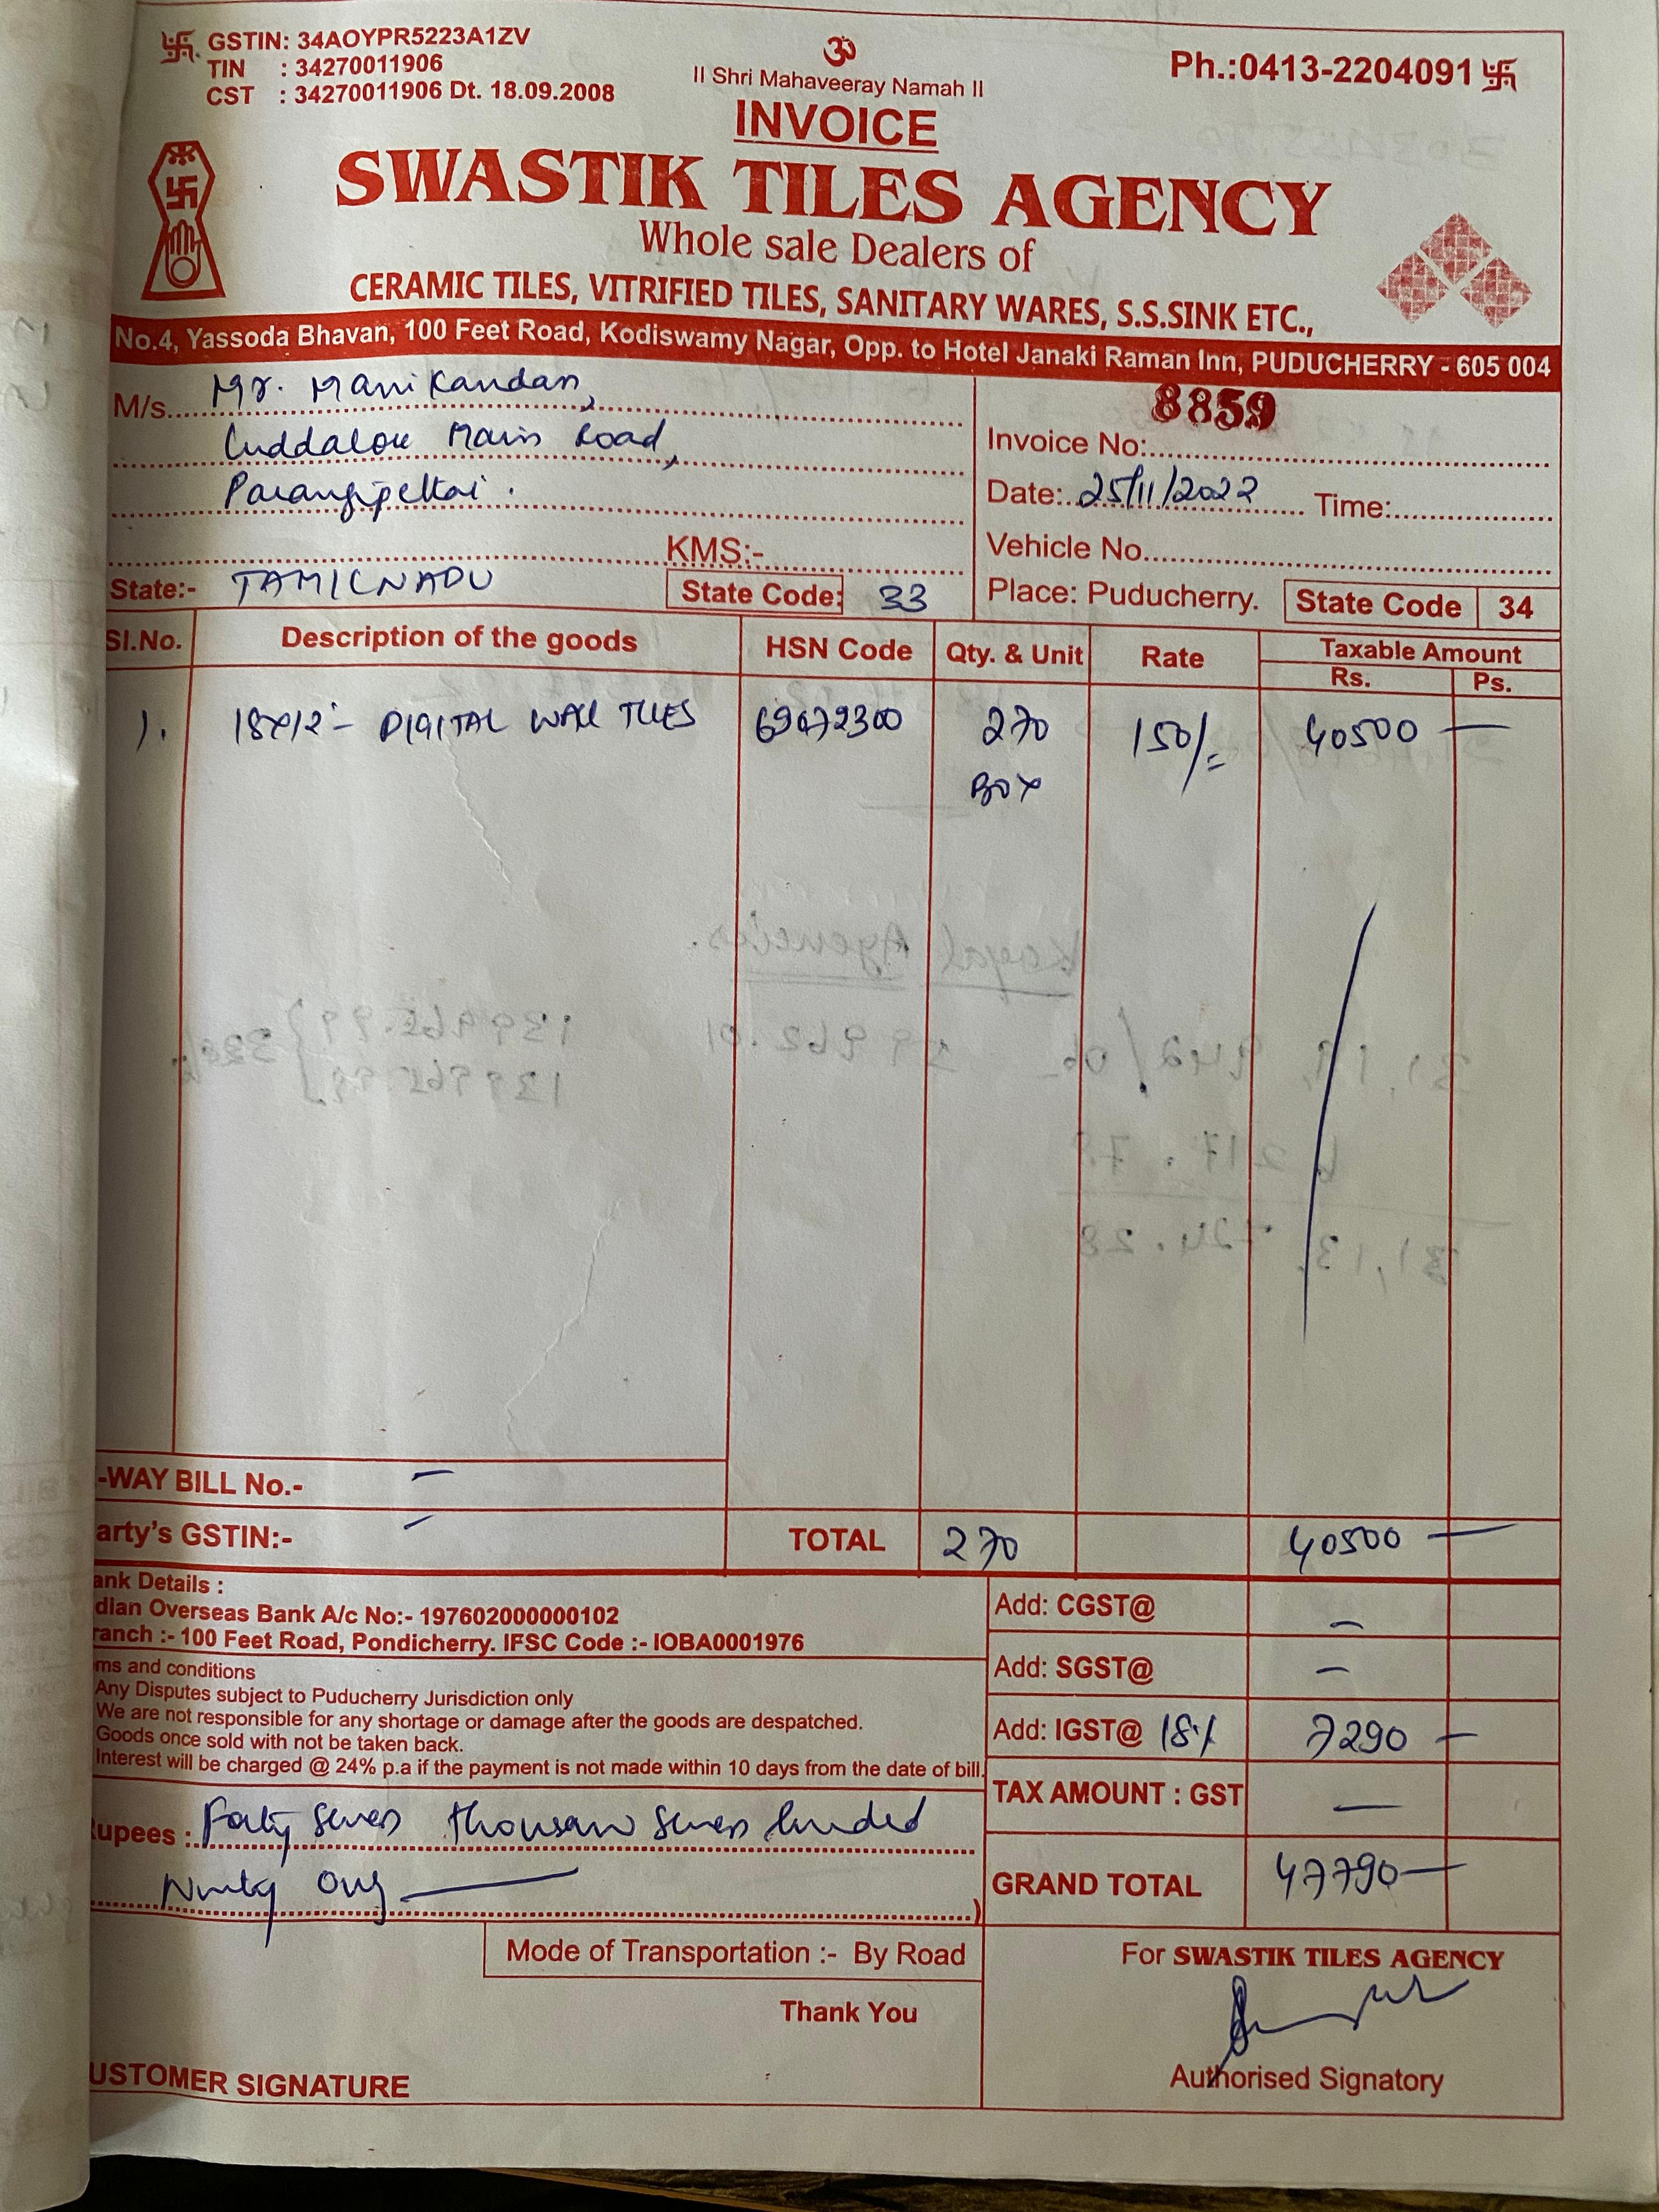 GSTIN: 34AOYPR5223A1ZV
TIN : 34270011906
CST : 34270011906 Dt. 18.09.2008
ॐ
II Shri Mahaveeray Namah II
Ph.:0413-2204091
INVOICE
SWASTIK TILES AGENCY
Whole sale Dealers of
CERAMIC TILES, VITRIFIED TILES, SANITARY WARES, S.S.SINK ETC.,
No.4, Yassoda Bhavan, 100 Feet Road, Kodiswamy Nagar, Opp. to Hotel Janaki Raman Inn, PUDUCHERRY - 605 004
M/s. Mr. Manikandan,
Cuddalore Main Road,
Parangipettai.
KMS:-
State:- TAMILNADU State Code: 33
8859
Invoice No:
Date: 25/11/2022 Time:
Vehicle No.
Place: Puducherry. State Code 34
Sl.No. Description of the goods HSN Code Qty. & Unit Rate Taxable Amount
Rs. Ps.
1. 18x12 - DIGITAL WALL TILES 69072300 270 150/= 40500 —
BOX
-WAY BILL No.- —
arty's GSTIN:- — TOTAL 270 40500 —
ank Details :
dian Overseas Bank A/c No:- 197602000000102
ranch :- 100 Feet Road, Pondicherry. IFSC Code :- IOBA0001976
ms and conditions
Any Disputes subject to Puducherry Jurisdiction only
We are not responsible for any shortage or damage after the goods are despatched.
Goods once sold with not be taken back.
Interest will be charged @ 24% p.a if the payment is not made within 10 days from the date of bill.
Add: CGST@ —
Add: SGST@ —
Add: IGST@ 18% 7290 —
TAX AMOUNT : GST —
GRAND TOTAL 47790 —
upees : Forty seven thousan seven hundred
Ninety Only —
Mode of Transportation :- By Road
Thank You
USTOMER SIGNATURE
For SWASTIK TILES AGENCY
Authorised Signatory